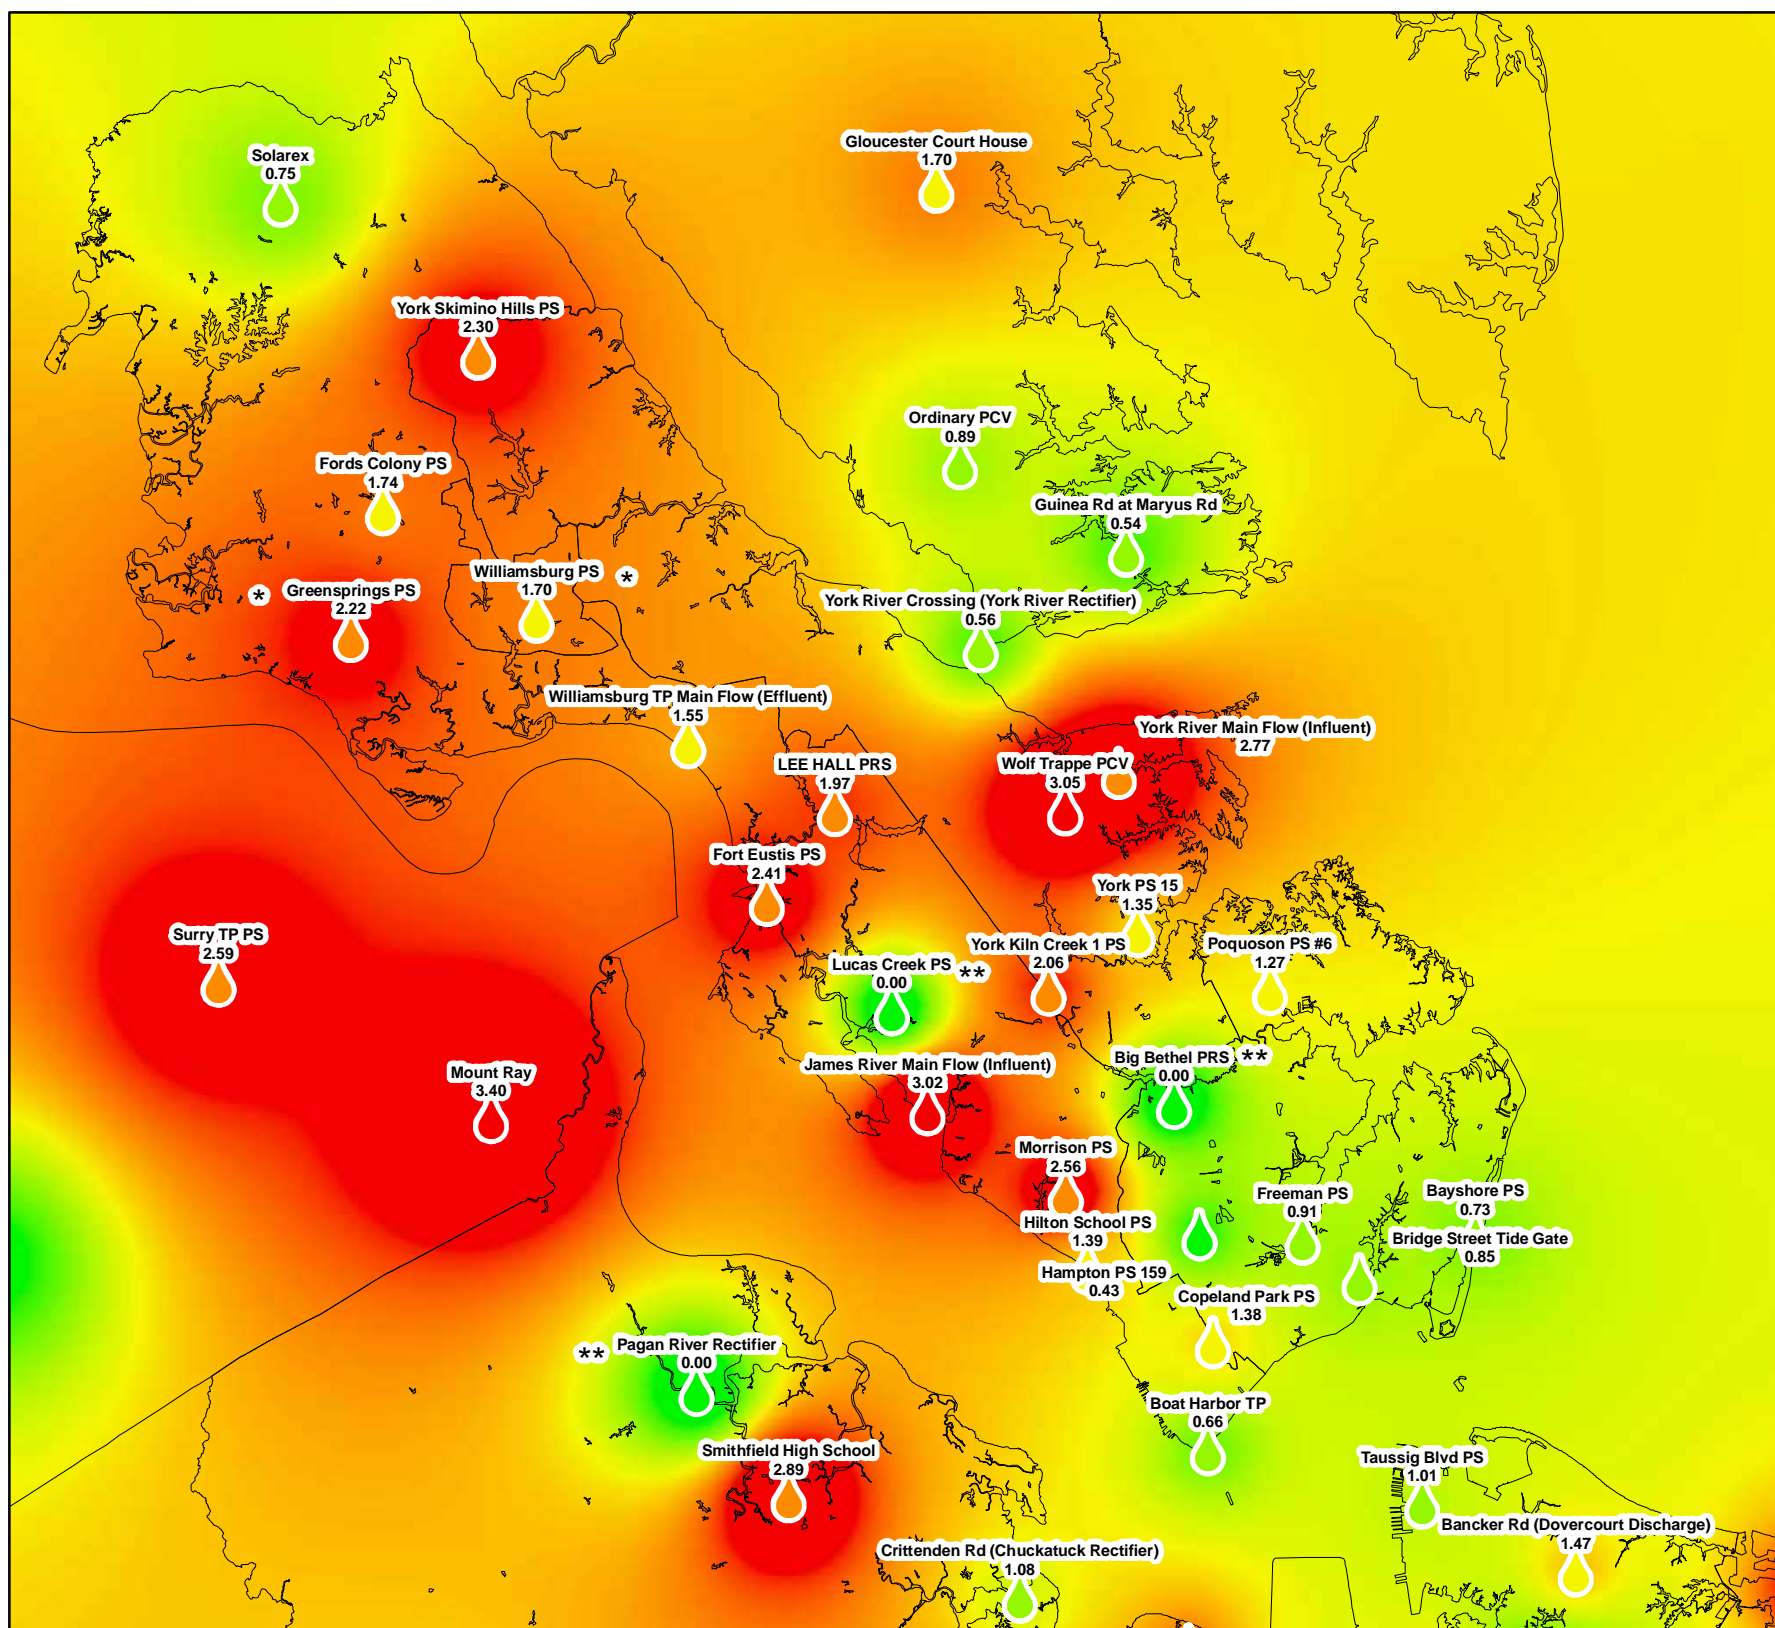 Gloucester Court House
1.70
Solarex
0.75
York Skimino Hills PS
2.30
Ordinary PCV
0.89
Fords Colony PS
1.74
Guinea Rd at Maryus Rd
0.54
Williamsburg PS *
1.70
* Greensprings PS
2.22
York River Crossing (York River Rectifier)
0.56
Williamsburg TP Main Flow (Effluent)
1.55
York River Main Flow (Influent)
2.77
LEE HALL PRS
1.97
Wolf Trappe PCV
3.05
Fort Eustis PS
2.41
York PS 15
1.35
Surry TP PS
2.59
York Kiln Creek 1 PS
2.06
Poquoson PS #6
1.27
Lucas Creek PS **
0.00
Big Bethel PRS **
0.00
James River Main Flow (Influent)
3.02
Mount Ray
3.40
Morrison PS
2.56
Freeman PS
0.91
Bayshore PS
0.73
Hilton School PS
1.39
Bridge Street Tide Gate
0.85
Hampton PS 159
0.43
Copeland Park PS
1.38
** Pagan River Rectifier
0.00
Boat Harbor TP
0.66
Smithfield High School
2.89
Taussig Blvd PS
1.01
Bancker Rd (Dovercourt Discharge)
1.47
Crittenden Rd (Chuckatuck Rectifier)
1.08